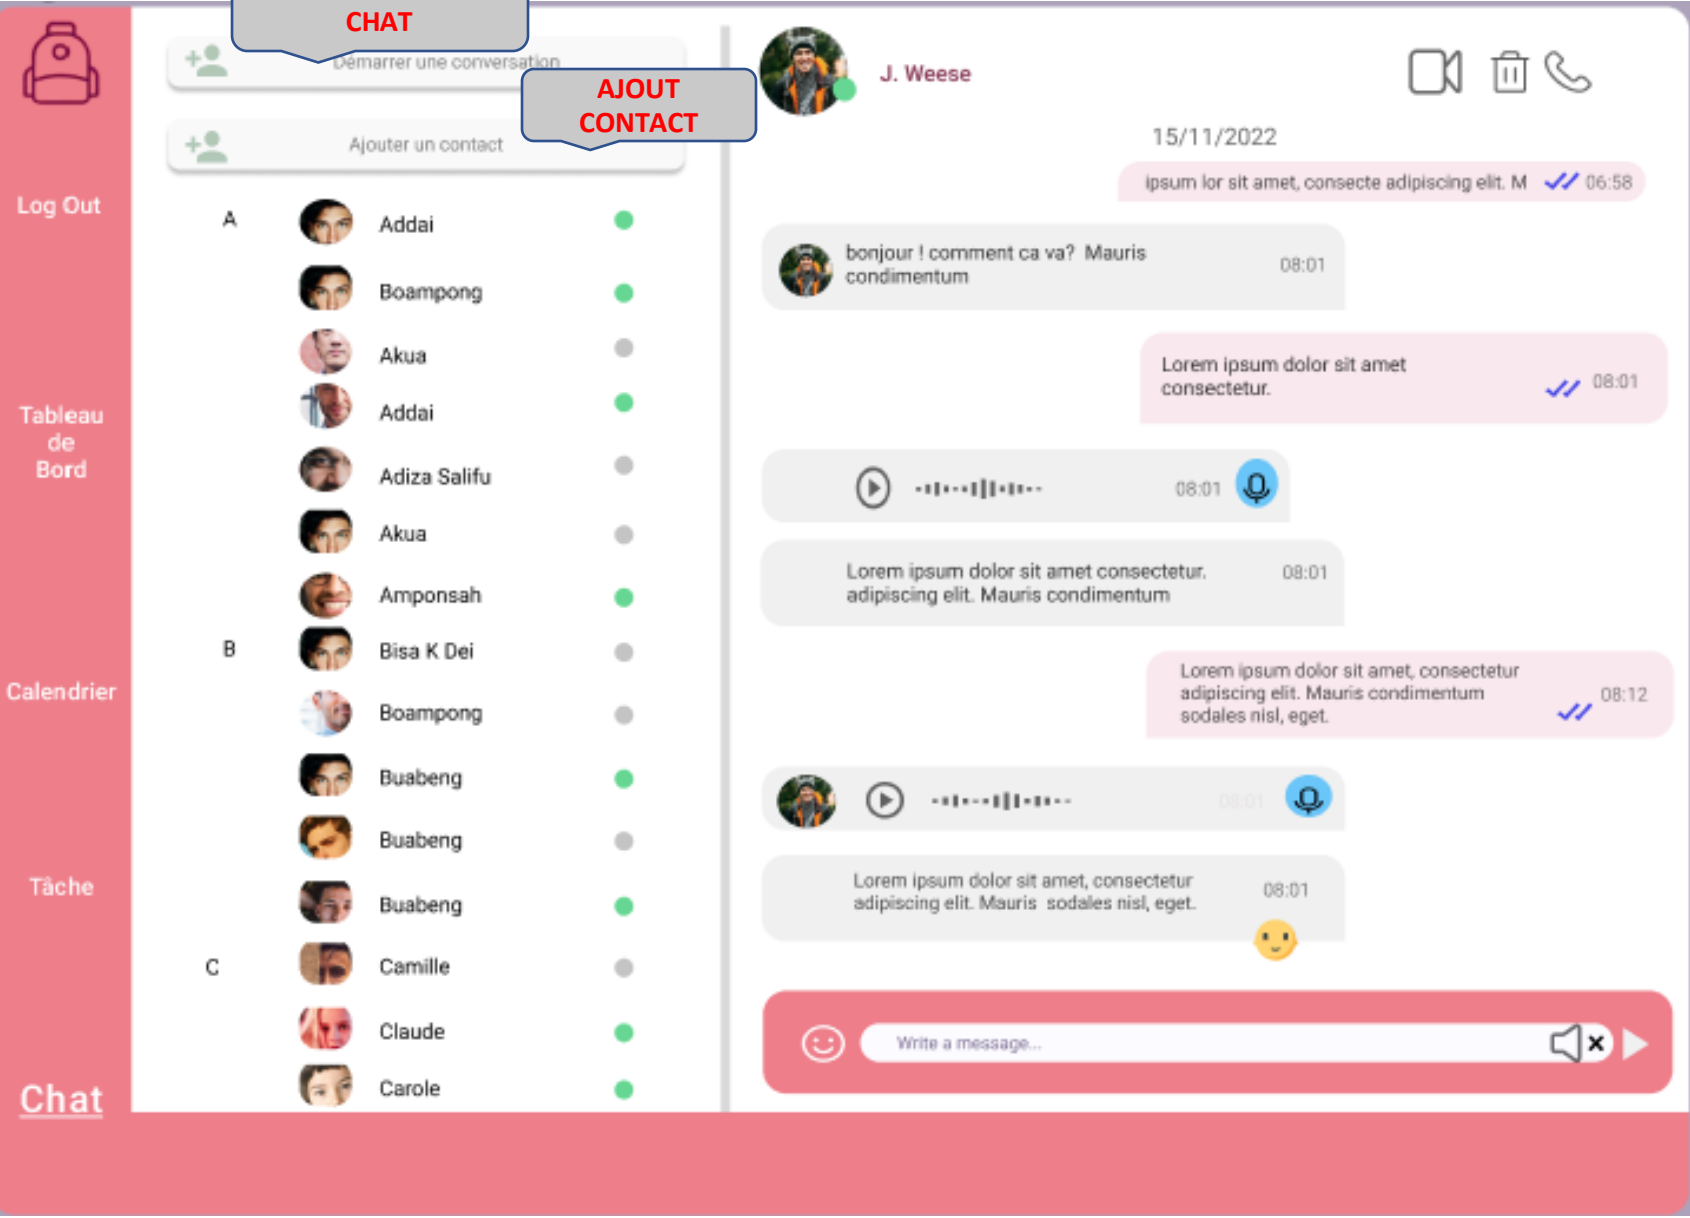 CHAT
Démarrer une conversation
AJOUT
CONTACT
Ajouter un contact
Log Out
Tableau
de
Bord
Calendrier
Tâche
Chat
A
Addai
Boampong
Akua
Addai
Adiza Salifu
Akua
Amponsah
B
Bisa K Dei
Boampong
Buabeng
Buabeng
Buabeng
C
Camille
Claude
Carole
J. Weese
15/11/2022
ipsum lor sit amet, consecte adipiscing elit. M 06:58
bonjour ! comment ca va? Mauris
condimentum
08:01
Lorem ipsum dolor sit amet
consectetur.
08:01
08:01
Lorem ipsum dolor sit amet consectetur.
adipiscing elit. Mauris condimentum
08:01
Lorem ipsum dolor sit amet, consectetur
adipiscing elit. Mauris condimentum
sodales nisl, eget.
08:12
08:01
Lorem ipsum dolor sit amet, consectetur
adipiscing elit. Mauris sodales nisl, eget.
08:01
Write a message...